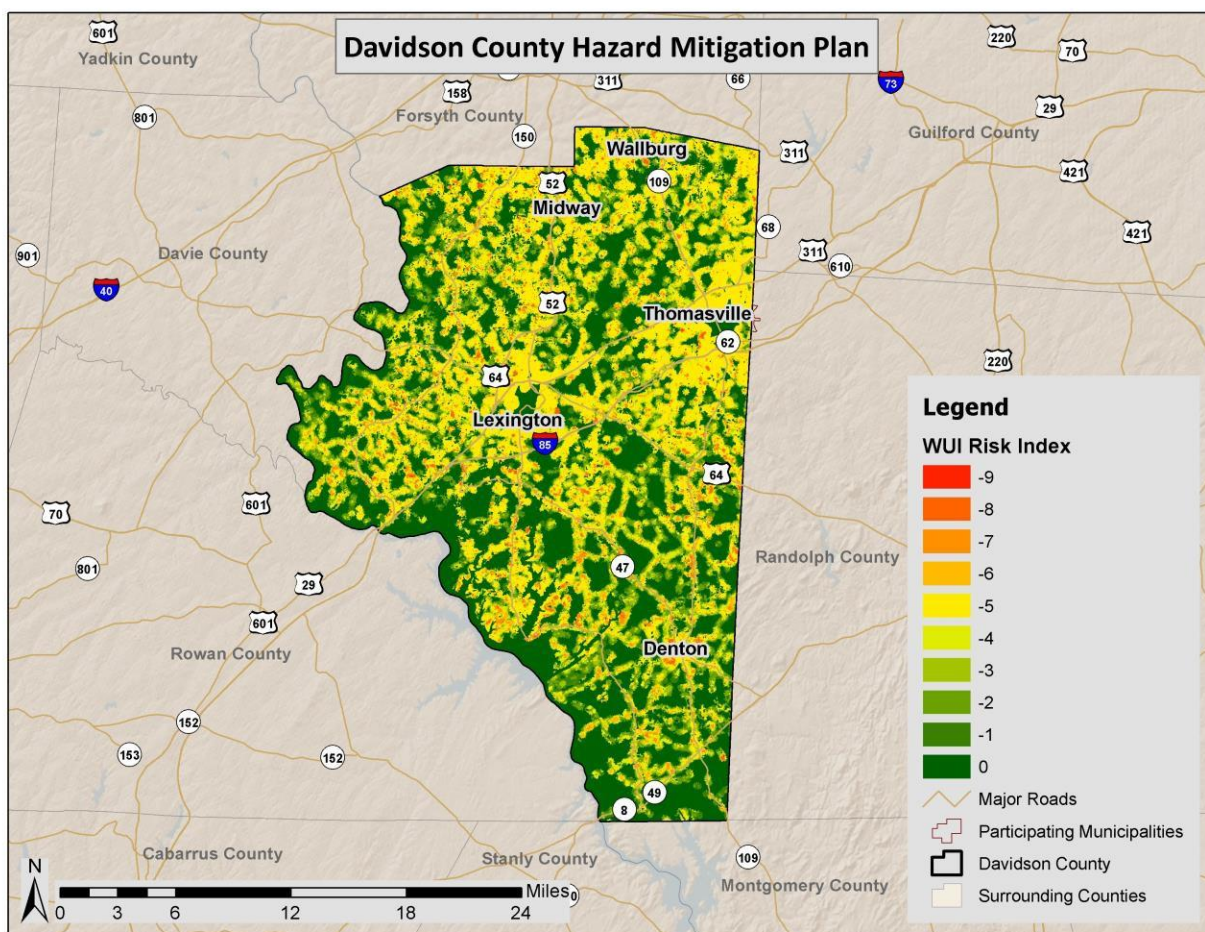 Davidson County Hazard Mitigation Plan
601
Yadkin County
801
158
Forsyth County
150
311
66
73
220
70
29
Guilford County
421
311
Wallburg
109
52
Midway
68
421
311
610
901
Davie County
40
52
Thomasville
62
220
64
Lexington
85
64
601
70
801
29
601
Rowan County
47
Randolph County
Denton
152
153
152
49
8
109
Cabarrus County
Stanly County
Montgomery County
N
Miles
0 3 6 12 18 24
Legend
WUI Risk Index
-9
-8
-7
-6
-5
-4
-3
-2
-1
0
Major Roads
Participating Municipalities
Davidson County
Surrounding Counties